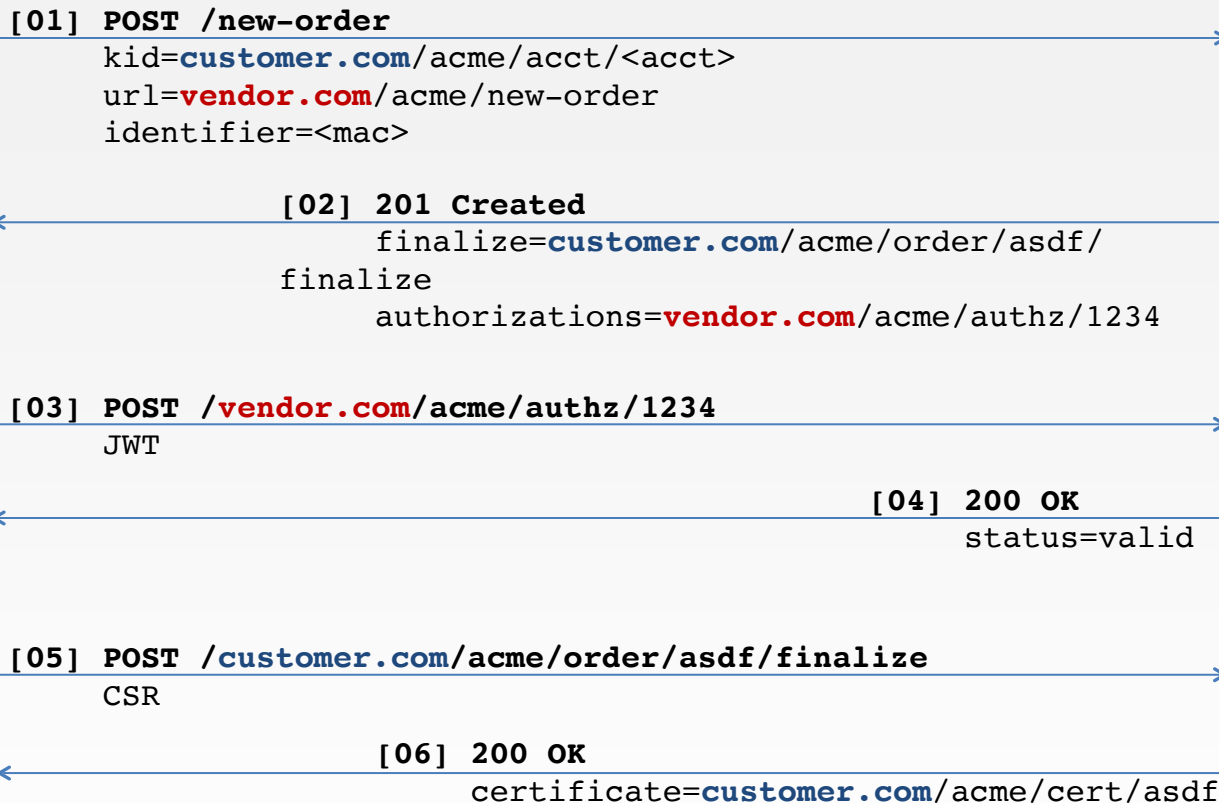 [01] POST /new-order
kid=customer.com/acme/acct/<acct>
url=vendor.com/acme/new-order
identifier=<mac>
[02] 201 Created
finalize=customer.com/acme/order/asdf/
finalize
authorizations=vendor.com/acme/authz/1234
[03] POST /vendor.com/acme/authz/1234
JWT
[04] 200 OK
status=valid
[05] POST /customer.com/acme/order/asdf/finalize
CSR
[06] 200 OK
certificate=customer.com/acme/cert/asdf